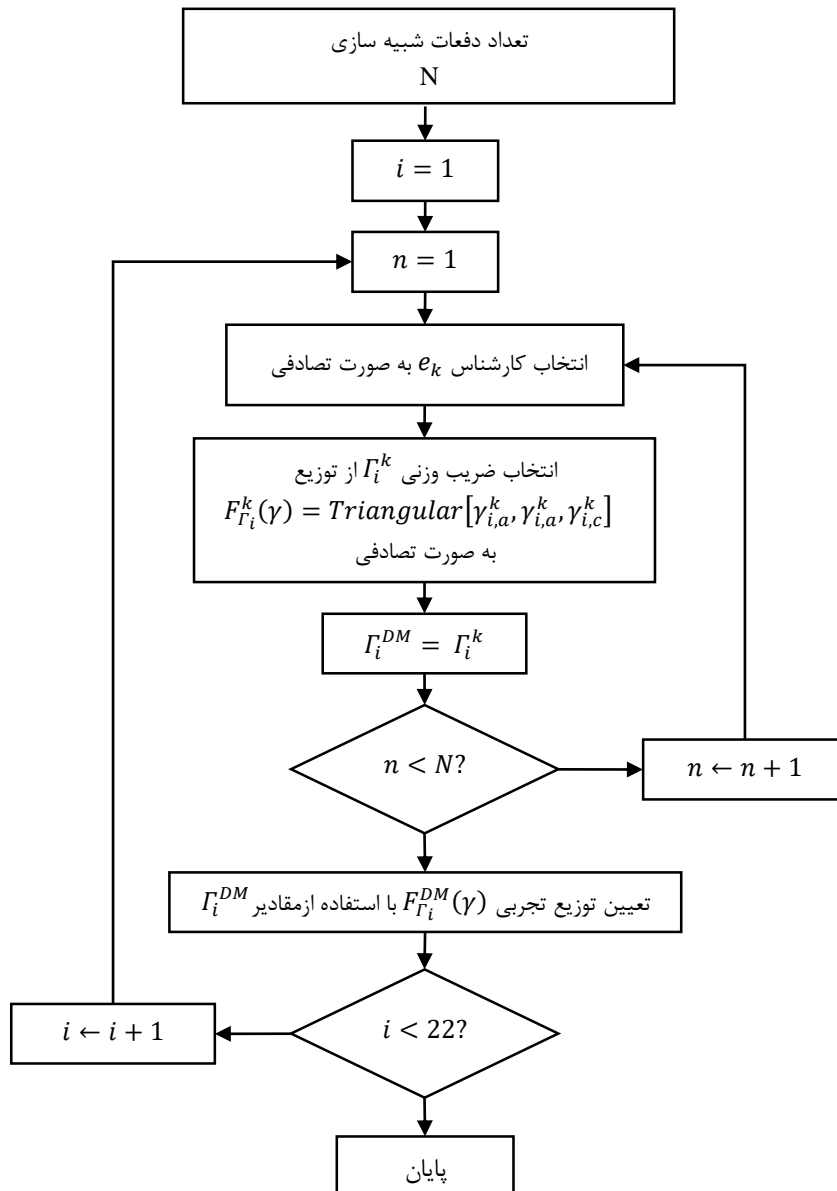 تعداد دفعات شبیه سازی
N
i = 1
n = 1
انتخاب کارشناس e_k به صورت تصادفی
انتخاب ضریب وزنی Γ_i^k از توزیع
F_{Γ_i}^k(γ) = Triangular[γ_{i,a}^k, γ_{i,a}^k, γ_{i,c}^k]
به صورت تصادفی
Γ_i^{DM} = Γ_i^k
n < N?
n ← n + 1
تعیین توزیع تجربی F_{Γ_i}^{DM}(γ) با استفاده ازمقادیر Γ_i^{DM}
i < 22?
i ← i + 1
پایان